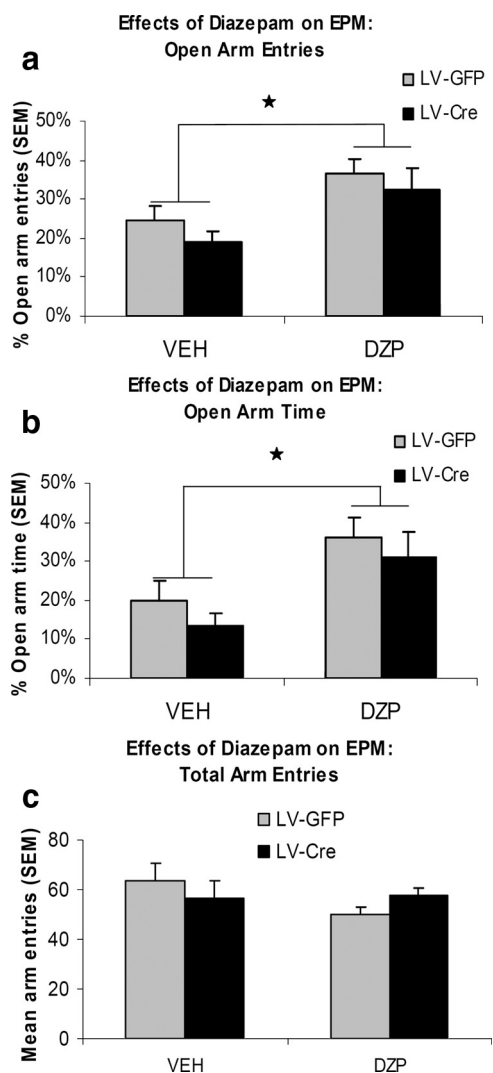 Effects of Diazepam on EPM:
Open Arm Entries
a
LV-GFP
LV-Cre
% Open arm entries (SEM)
50%
40%
30%
20%
10%
0%
VEH
DZP
Effects of Diazepam on EPM:
Open Arm Time
b
LV-GFP
LV-Cre
% Open arm time (SEM)
50%
40%
30%
20%
10%
0%
VEH
DZP
Effects of Diazepam on EPM:
Total Arm Entries
c
LV-GFP
LV-Cre
Mean arm entries (SEM)
80
60
40
20
0
VEH
DZP